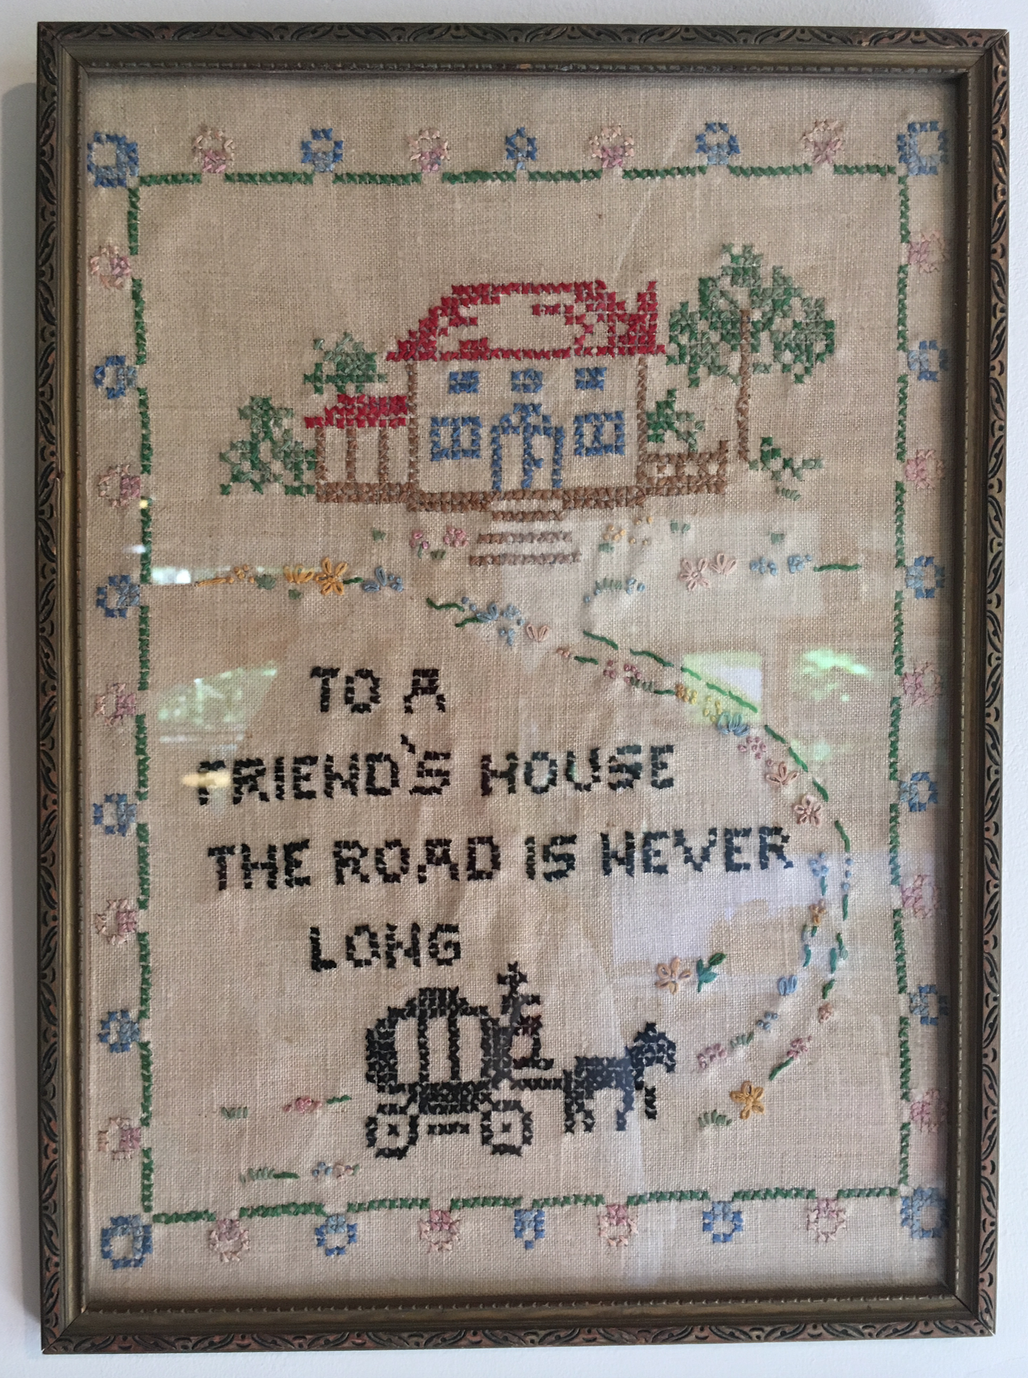 TO A
FRIEND'S HOUSE
THE ROAD IS NEVER
LONG